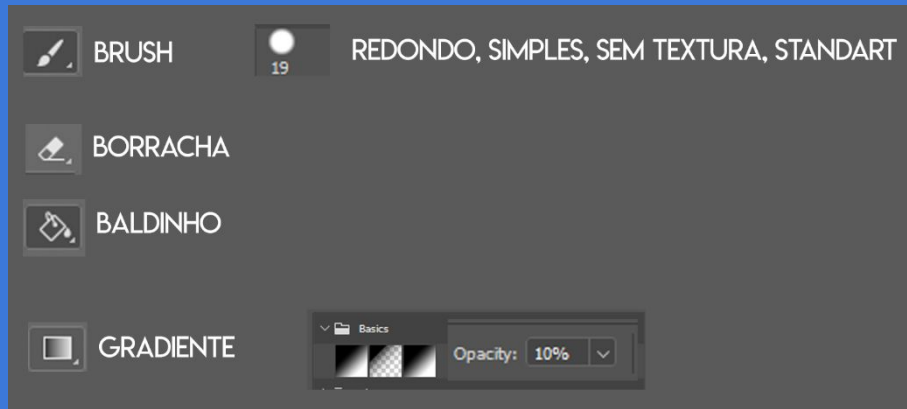 BRUSH
19
REDONDO, SIMPLES, SEM TEXTURA, STANDART
BORRACHA
BALDINHO
GRADIENTE
Basics
Opacity: 10%